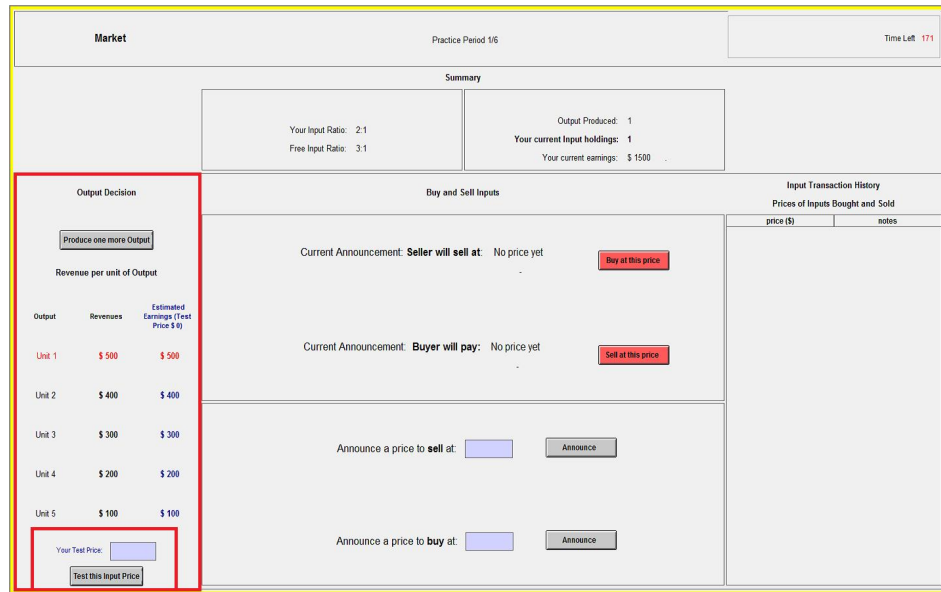 Market
Practice Period 1/6
Time Left 171
Summary
Your Input Ratio: 2:1
Free Input Ratio: 3:1
Output Produced: 1
Your current Input holdings: 1
Your current earnings: $ 1500 .
Output Decision
Produce one more Output
Revenue per unit of Output
Output Revenues Estimated Earnings (Test Price $ 0)
Unit 1 $ 500 $ 500
Unit 2 $ 400 $ 400
Unit 3 $ 300 $ 300
Unit 4 $ 200 $ 200
Unit 5 $ 100 $ 100
Your Test Price:
Test this Input Price
Buy and Sell Inputs
Current Announcement: Seller will sell at: No price yet
-
Buy at this price
Current Announcement: Buyer will pay: No price yet
-
Sell at this price
Announce a price to sell at:
Announce
Announce a price to buy at:
Announce
Input Transaction History
Prices of Inputs Bought and Sold
price ($) notes